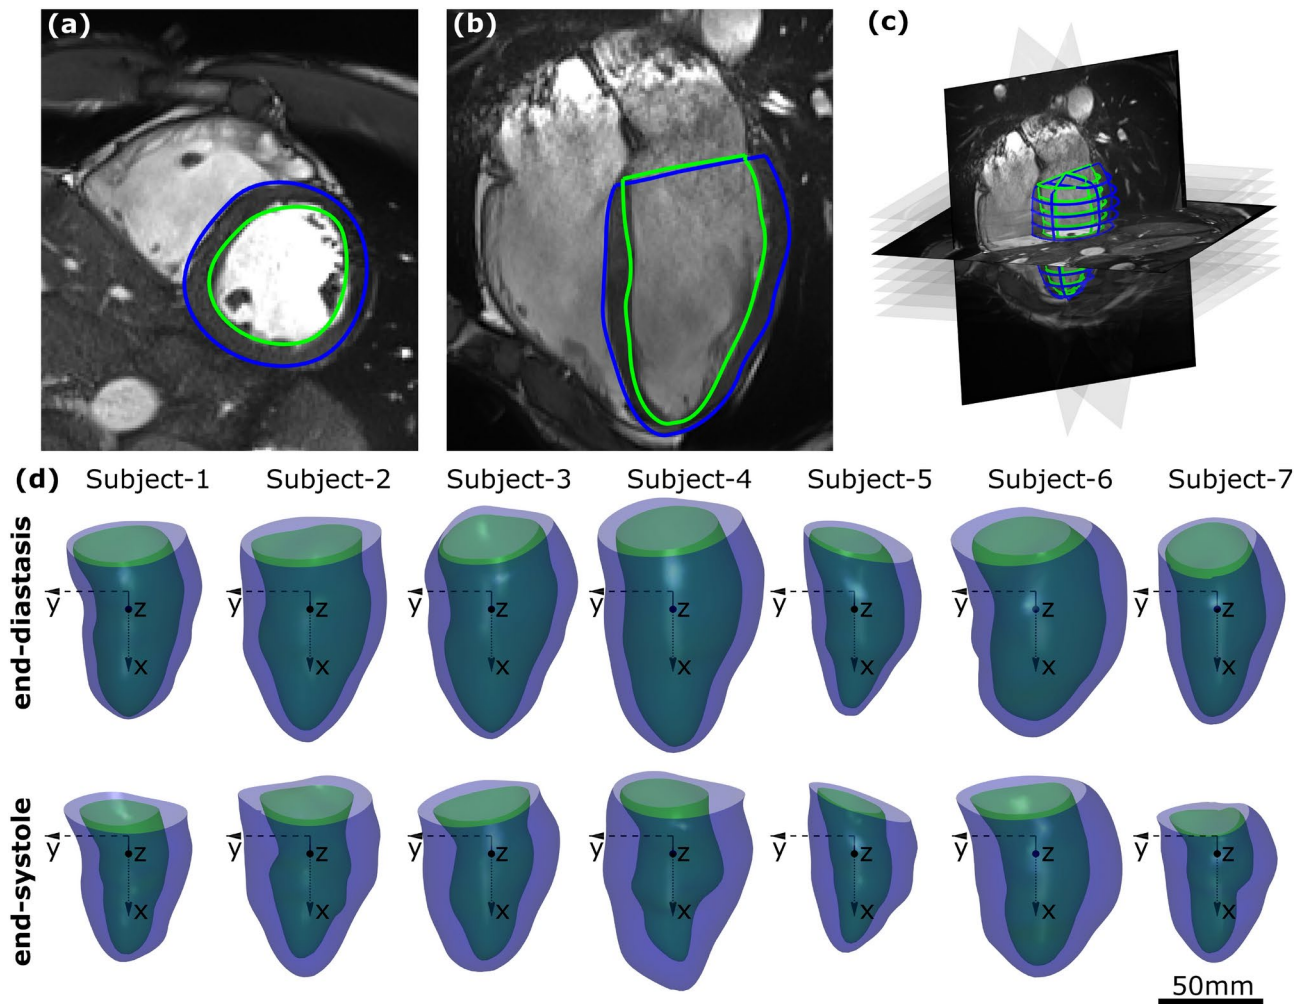 (a)
(b)
(c)
(d) Subject-1 Subject-2 Subject-3 Subject-4 Subject-5 Subject-6 Subject-7
end-diastasis
y z x
y z x
y z x
y z x
y z x
y z x
y z x
end-systole
y z x
y z x
y z x
y z x
y z x
y z x
y z x
50mm